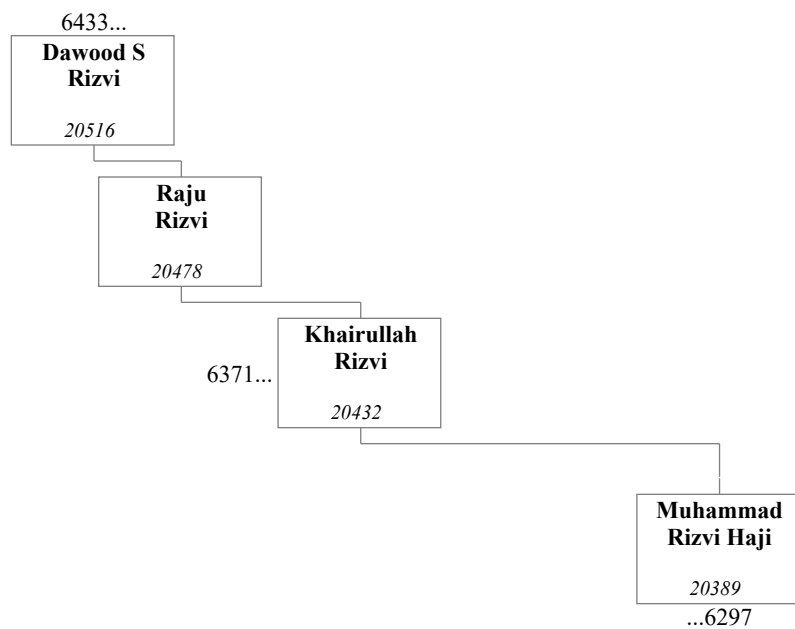 6433...
Dawood S
Rizvi
20516
Raju
Rizvi
20478
Khairullah
Rizvi
6371...
20432
Muhammad
Rizvi Haji
20389
...6297